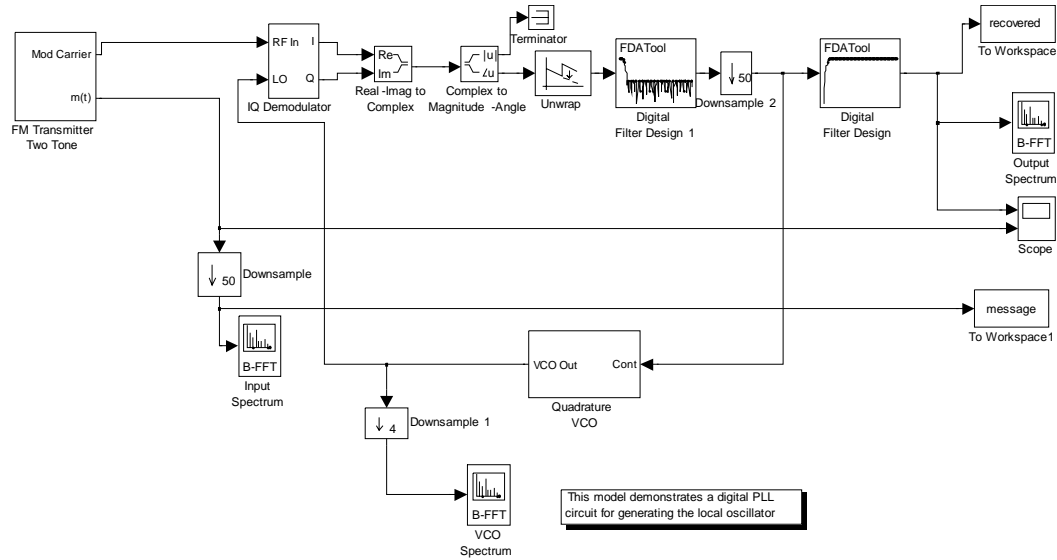 Mod Carrier
m(t)
FM Transmitter
Two Tone
RF In
I
LO
Q
IQ Demodulator
Re
Im
Real -Imag to
Complex
|u|
∠u
Complex to
Magnitude -Angle
Terminator
Unwrap
FDATool
Digital
Filter Design 1
50
Downsample 2
FDATool
Digital
Filter Design
recovered
To Workspace
B-FFT
Output
Spectrum
Scope
50
Downsample
message
To Workspace1
B-FFT
Input
Spectrum
VCO Out
Cont
Quadrature
VCO
4
Downsample 1
B-FFT
VCO
Spectrum
This model demonstrates a digital PLL
circuit for generating the local oscillator